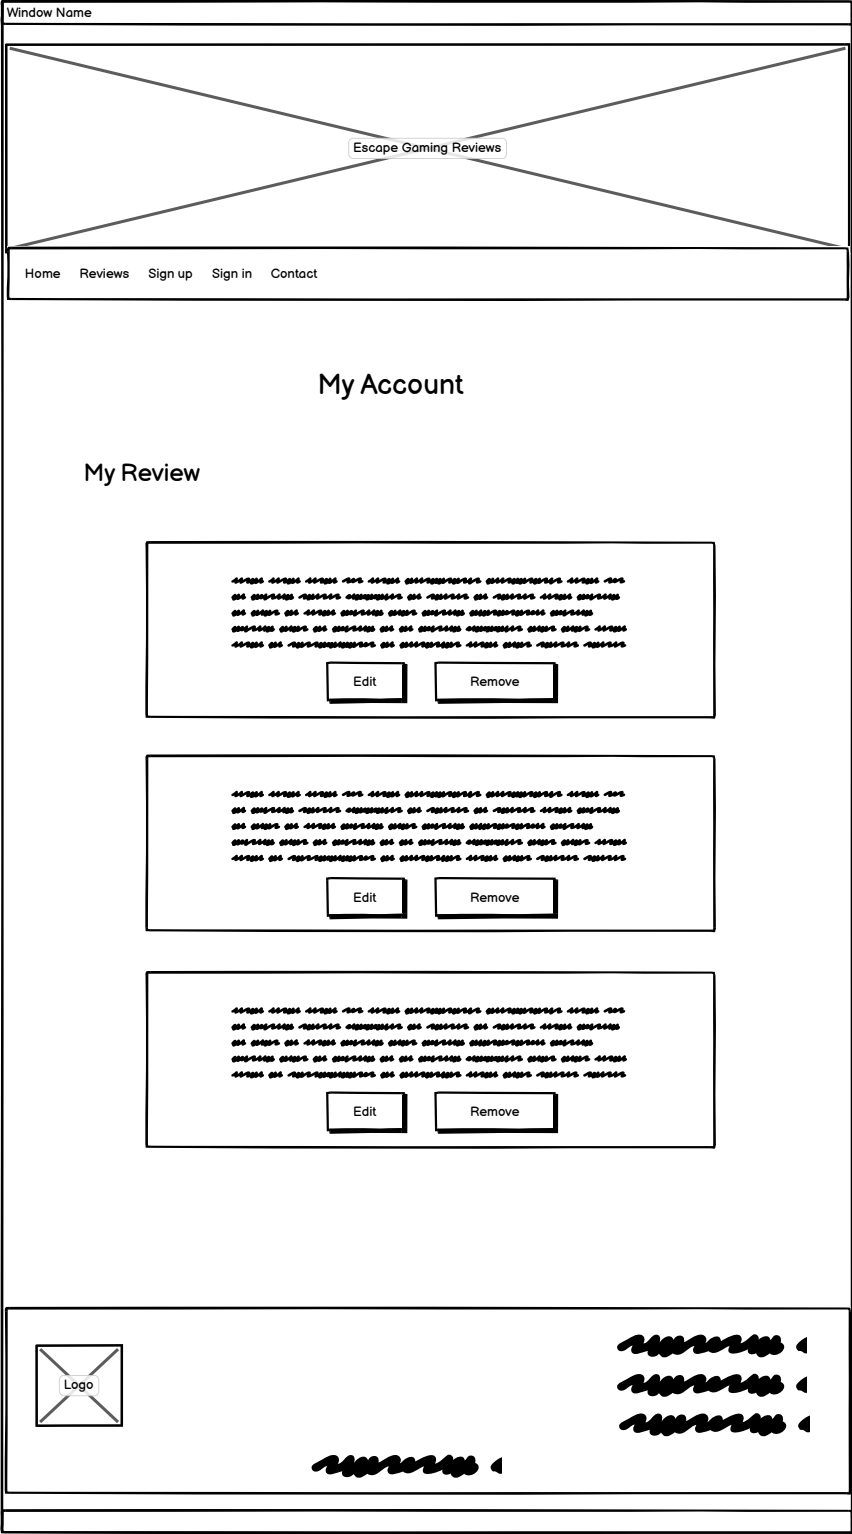 Window Name
Escape Gaming Reviews
Home Reviews Sign up Sign in Contact
My Account
My Review
Edit Remove
Edit Remove
Edit Remove
Logo